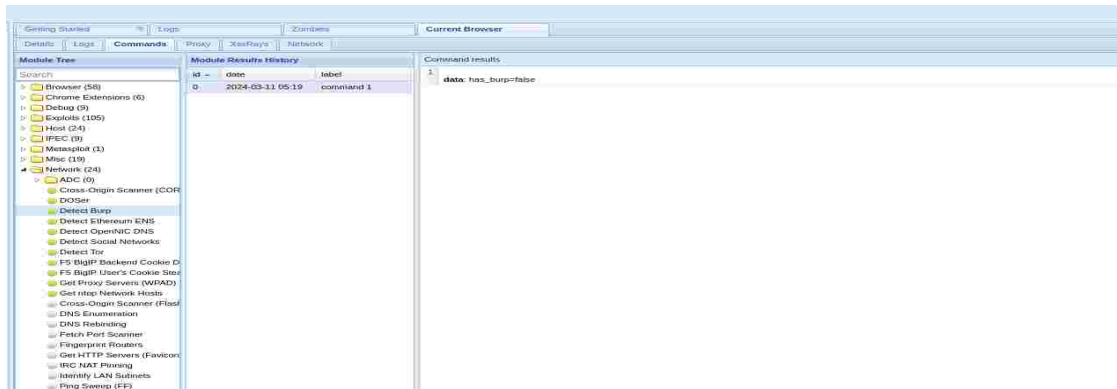 Getting Started
Logs
Zombies
Current Browser
Details
Logs
Commands
Proxy
XssRays
Network
Module Tree
Search
Browser (58)
Chrome Extensions (6)
Debug (9)
Exploits (105)
Host (24)
IPEC (9)
Metasploit (1)
Misc (19)
Network (24)
ADC (0)
Cross-Origin Scanner (COR
DOSer
Detect Burp
Detect Ethereum ENS
Detect OpenNIC DNS
Detect Social Networks
Detect Tor
F5 BigIP Backend Cookie D
F5 BigIP User's Cookie Stea
Get Proxy Servers (WPAD)
Get ntop Network Hosts
Cross-Origin Scanner (Flash
DNS Enumeration
DNS Rebinding
Fetch Port Scanner
Fingerprint Routers
Get HTTP Servers (Favicon
IRC NAT Pinning
Identify LAN Subnets
Ping Sweep (FF)
Module Results History
id date label
0 2024-03-11 05:19 command 1
Command results
1
data: has_burp=false